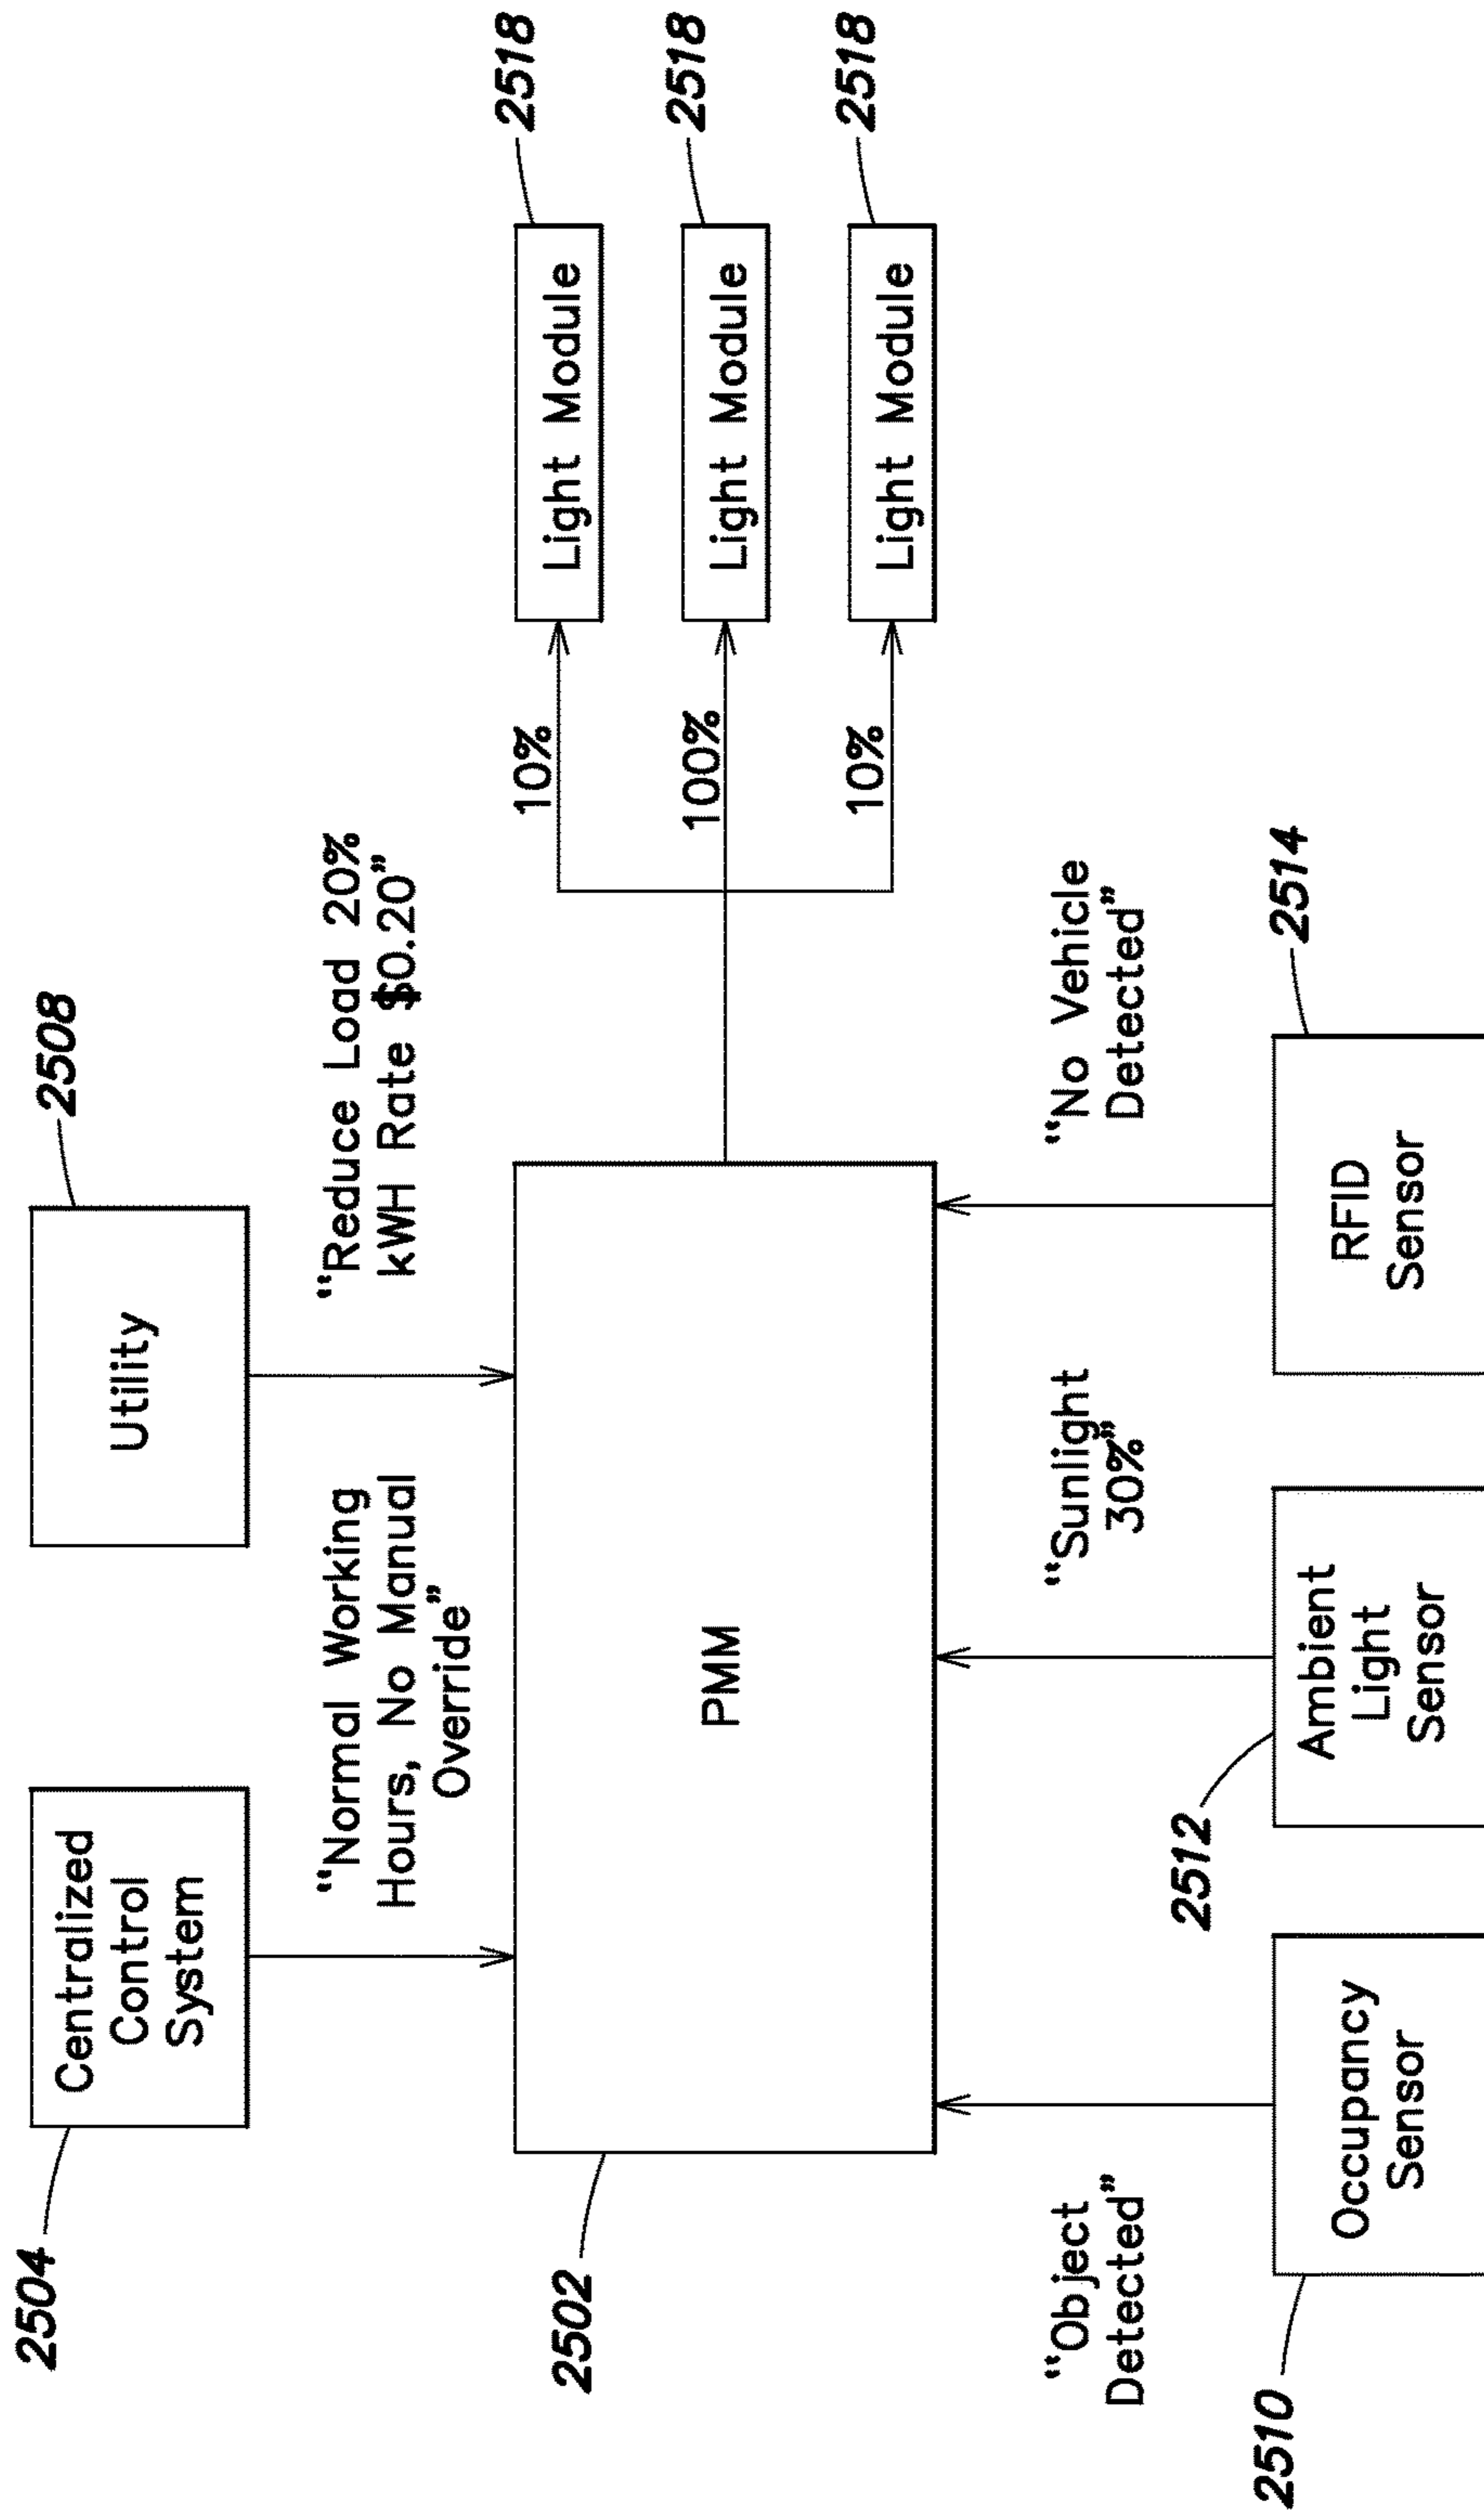 2504
Centralized
Control
System
2508
Utility
“Normal Working
Hours, No Manual
Override”
“Reduce Load 20%
kWH Rate $0.20”
2502
PMM
10%
Light Module
2518
100%
Light Module
2518
10%
Light Module
2518
“Object
Detected”
“Sunlight
30%”
“No Vehicle
Detected”
2510
Occupancy
Sensor
2512
Ambient
Light
Sensor
2514
RFID
Sensor